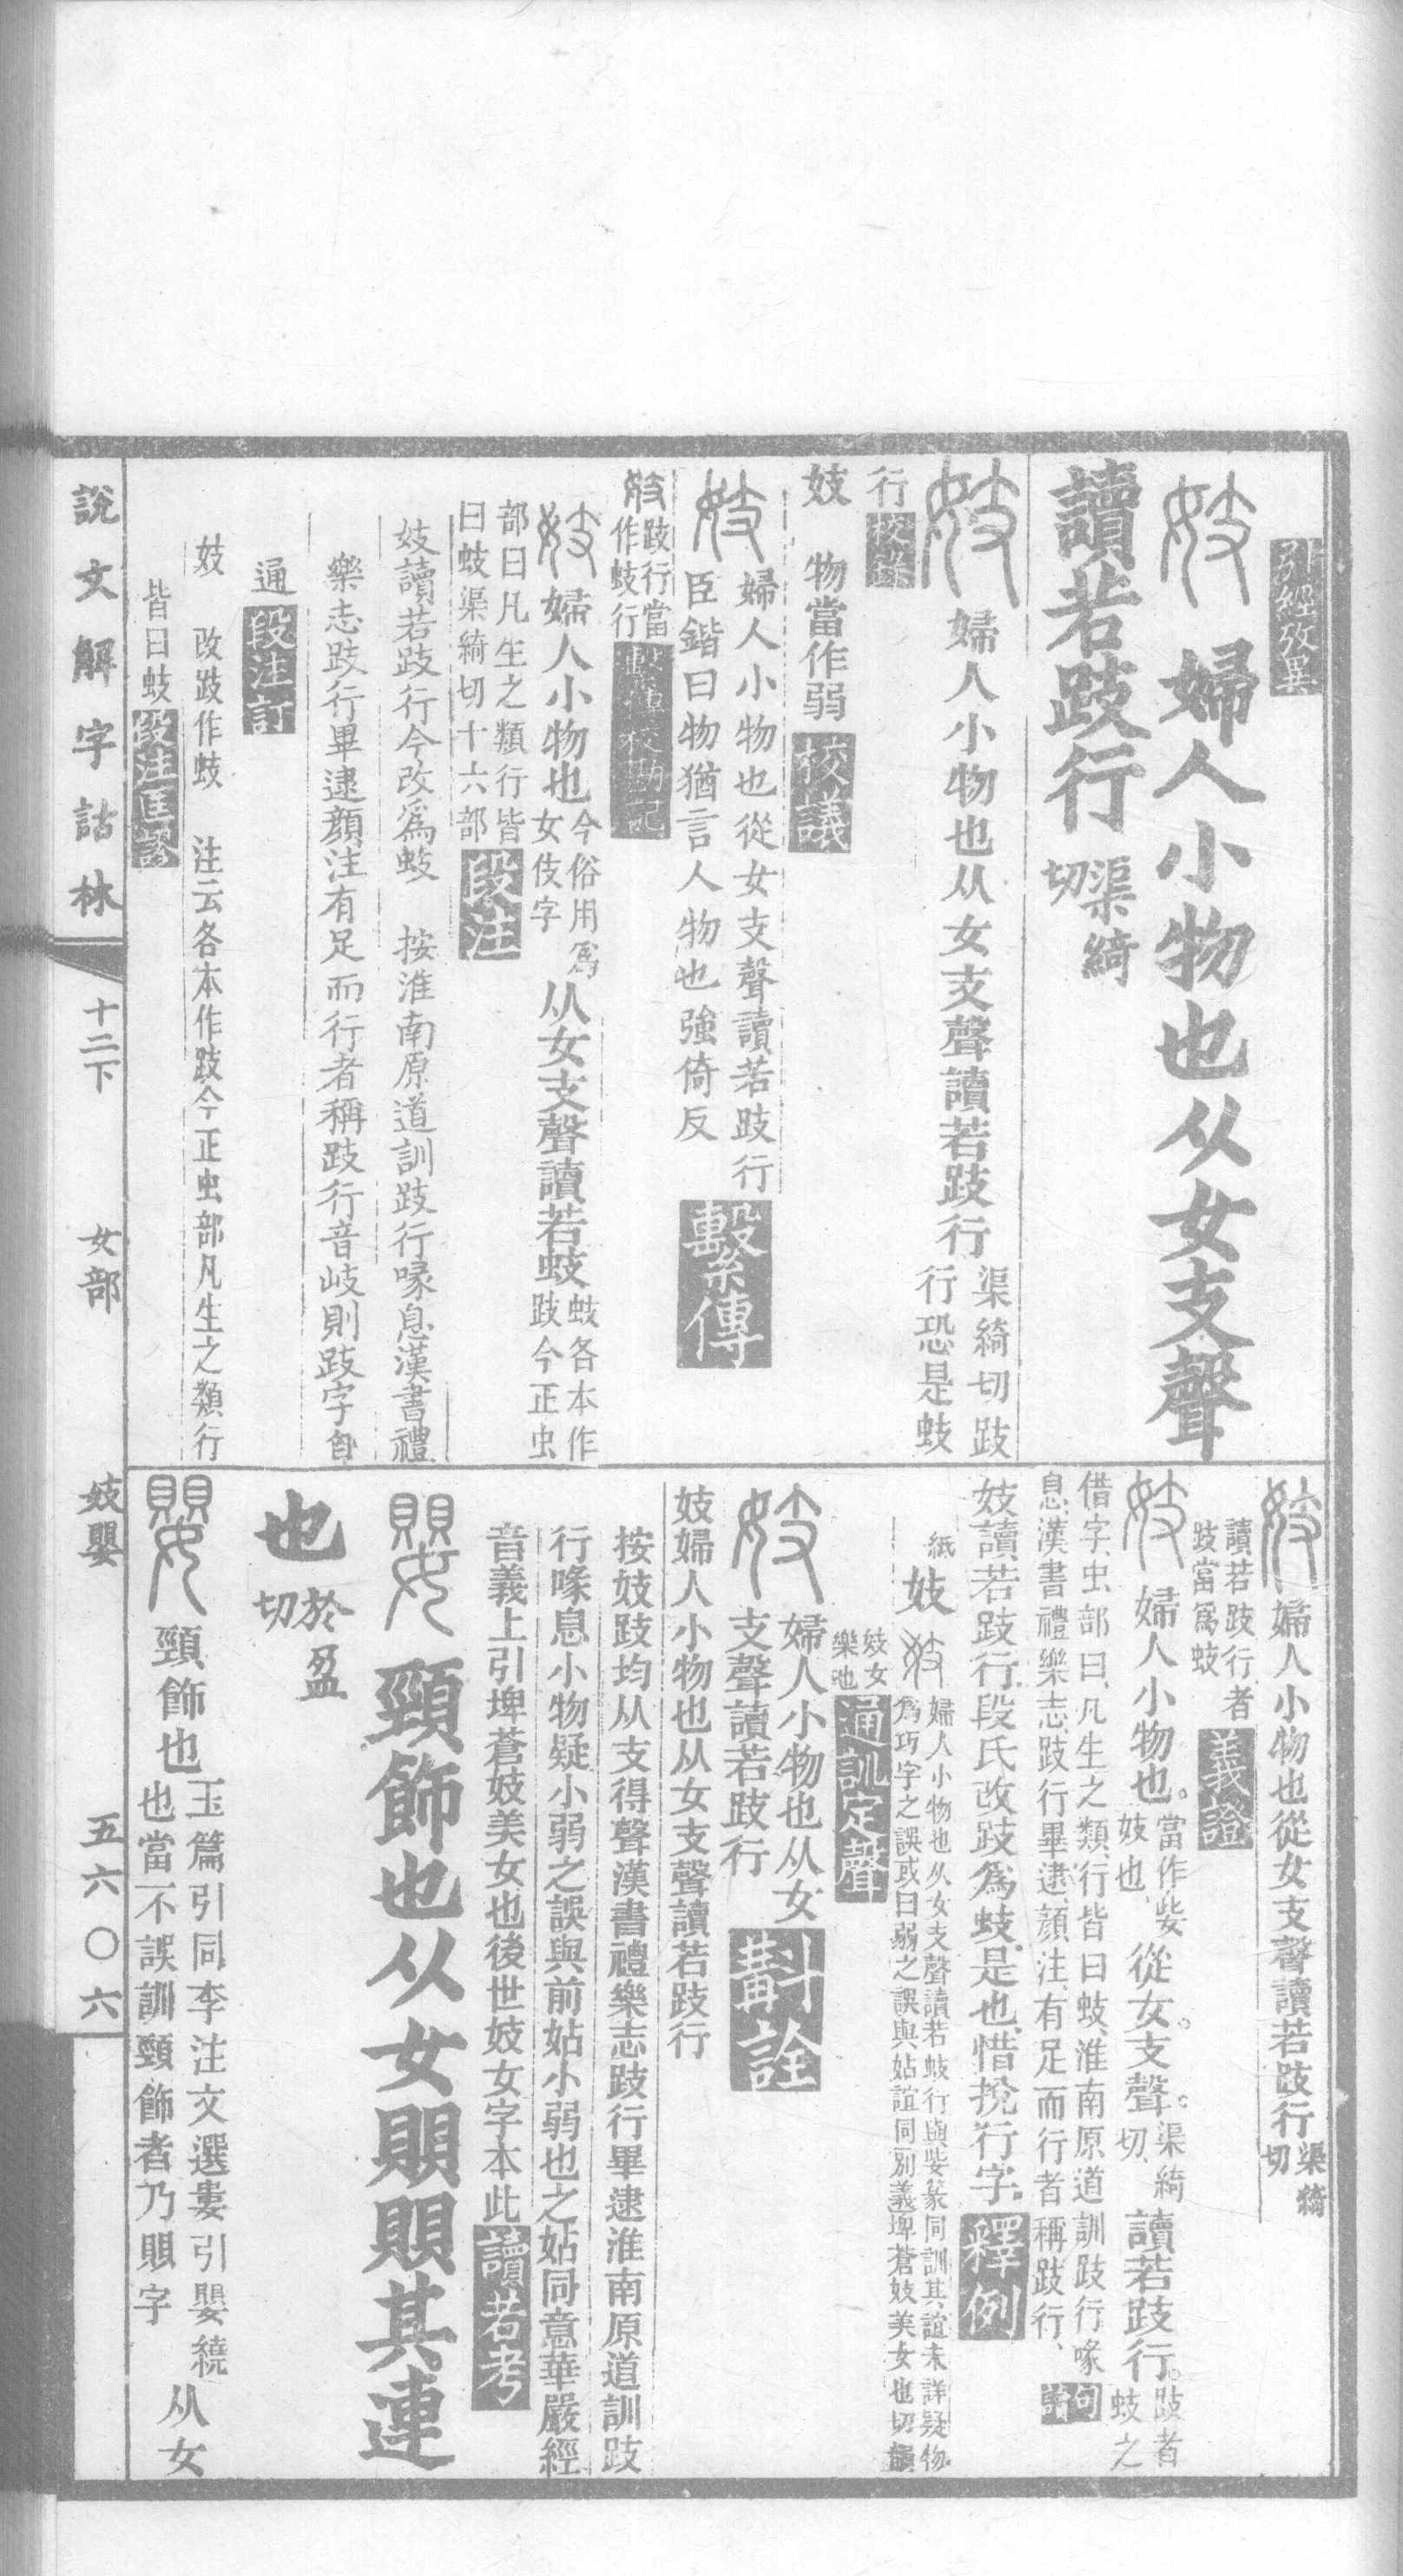 引經攷異
婦人小物也从女支聲
讀若跂行渠綺切
婦人小物也从女支聲讀若跂行渠綺切跂行恐是蚑
行校錄
妓 物當作弱校議
婦人小物也從女支聲讀若跂行
臣鍇曰物猶言人物也強倚反繫傳
跂行當作蚑行繫傳校勘記
婦人小物也今俗用爲女伎字从女支聲讀若蚑蚑各本作跂今正虫
部曰凡生之類行皆曰蚑渠綺切十六部段注
妓讀若跂行今改爲蚑 按淮南原道訓跂行喙息漢書禮
樂志跂行畢逮顏注有足而行者稱跂行音岐則跂字自
通段注訂
妓 改跂作蚑 注云各本作跂今正虫部凡生之類行
皆曰蚑段注匡謬
婦人小物也從女支聲讀若跂行渠綺切
讀若跂行者跂當爲蚑義證
婦人小物也。當作姕妓也從女。支聲。渠綺切讀若跂行。跂者蚑之
借字、虫部曰、凡生之類、行皆曰蚑、淮南原道訓跂行喙
息、漢書禮樂志、跂行畢逮、顏注、有足而行者稱跂行、句讀
妓讀若跂行、段氏改跂爲蚑、是也、惜挩行字、釋例
紙 妓 婦人小物也从女支聲讀若蚑行與姕篆同訓其誼未詳疑物爲巧字之誤或曰弱之誤與姑誼同別義埤蒼妓美女也切韻
妓女樂也通訓定聲
婦人小物也从女支聲讀若跂行斠詮
妓婦人小物也从女支聲讀若跂行
按妓跂均从支得聲漢書禮樂志跂行畢逮淮南原道訓跂
行喙息小物疑小弱之誤與前姑小弱也之姑同意華嚴經
音義上引埤蒼妓美女也後世妓女字本此讀若考
頸飾也从女賏賏其連
也於盈切
頸飾也玉篇引同李注文選婁引嬰繞也當不誤訓頸飾者乃賏字从女
說文解字詁林 十二下 女部 妓嬰 五六〇六